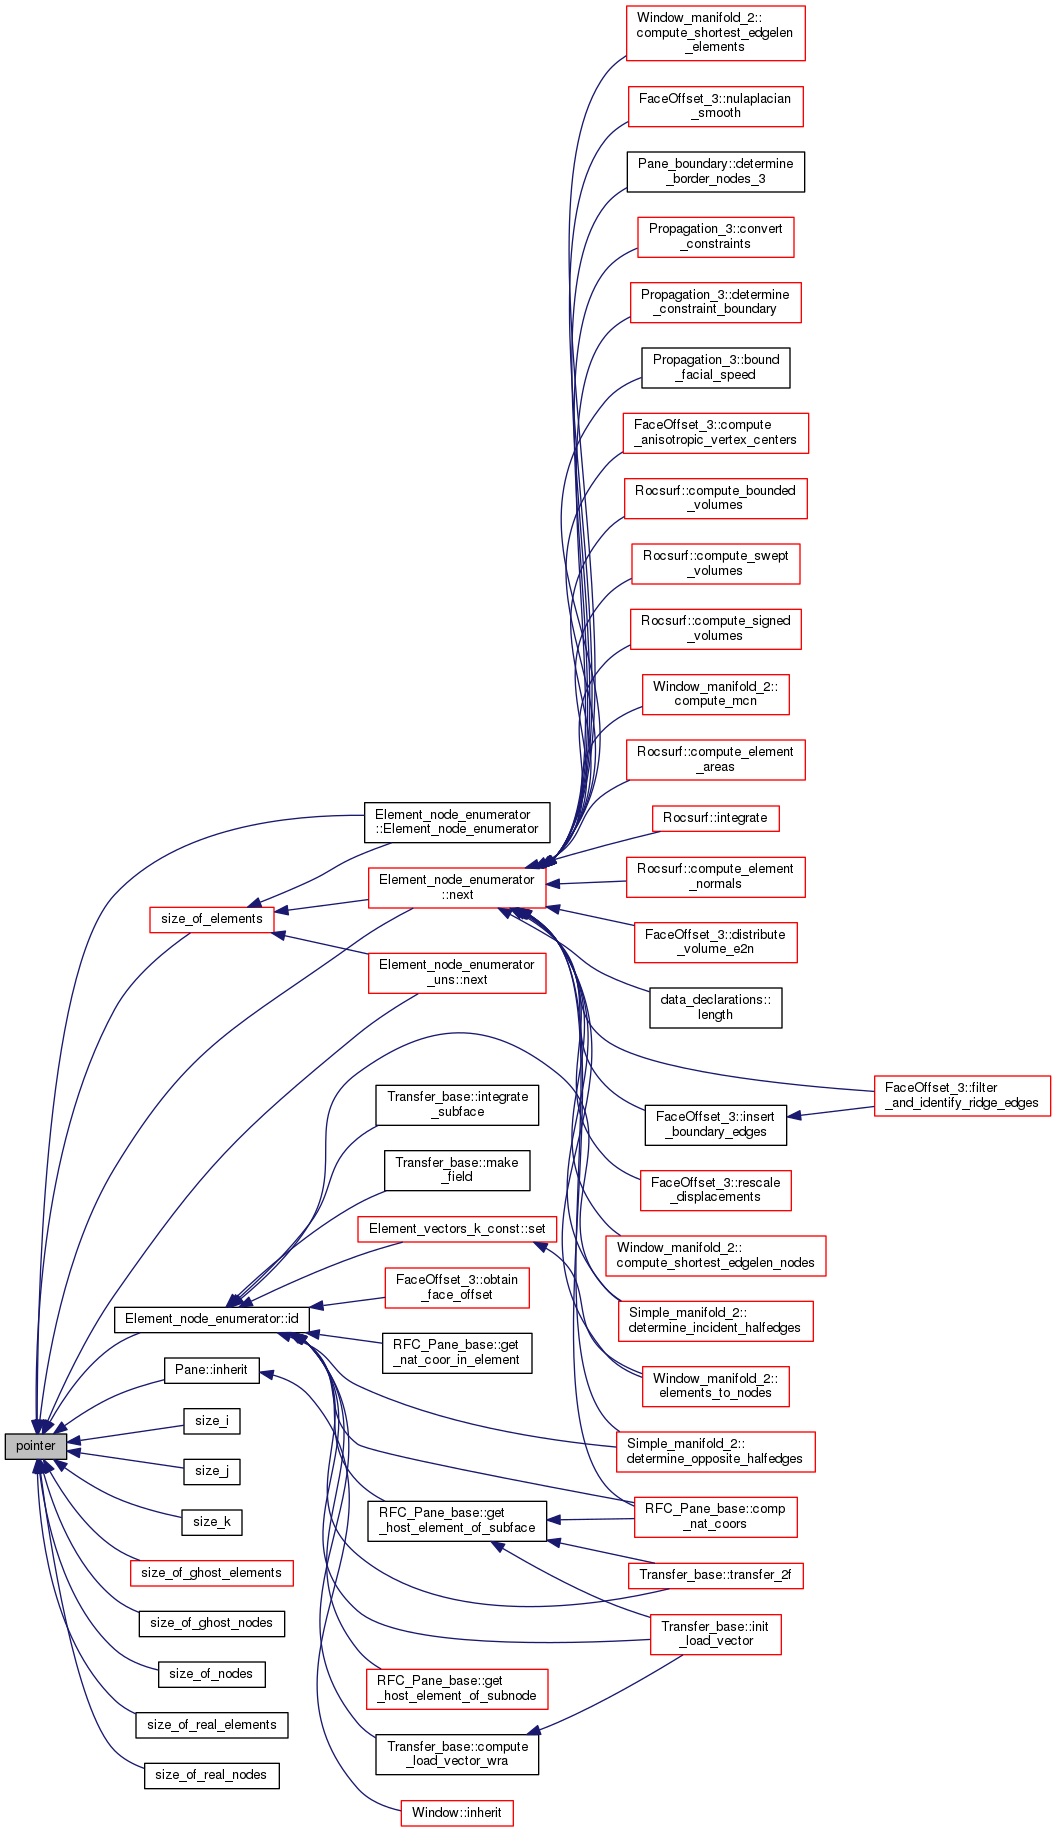 Window_manifold_2::
compute_shortest_edgelen
_elements
FaceOffset_3::nulaplacian
_smooth
Pane_boundary::determine
_border_nodes_3
Propagation_3::convert
_constraints
Propagation_3::determine
_constraint_boundary
Propagation_3::bound
_facial_speed
FaceOffset_3::compute
_anisotropic_vertex_centers
Rocsurf::compute_bounded
_volumes
Rocsurf::compute_swept
_volumes
Rocsurf::compute_signed
_volumes
Window_manifold_2::
compute_mcn
Rocsurf::compute_element
_areas
Element_node_enumerator
::Element_node_enumerator
Rocsurf::integrate
Element_node_enumerator
::next
Rocsurf::compute_element
_normals
size_of_elements
FaceOffset_3::distribute
_volume_e2n
Element_node_enumerator
_uns::next
data_declarations::
length
FaceOffset_3::filter
_and_identify_ridge_edges
Transfer_base::integrate
_subface
FaceOffset_3::insert
_boundary_edges
Transfer_base::make
_field
FaceOffset_3::rescale
_displacements
Element_vectors_k_const::set
Window_manifold_2::
compute_shortest_edgelen_nodes
FaceOffset_3::obtain
_face_offset
Element_node_enumerator::id
Simple_manifold_2::
determine_incident_halfedges
RFC_Pane_base::get
_nat_coor_in_element
Pane::inherit
Window_manifold_2::
elements_to_nodes
size_i
pointer
Simple_manifold_2::
determine_opposite_halfedges
size_j
RFC_Pane_base::get
_host_element_of_subface
RFC_Pane_base::comp
_nat_coors
size_k
size_of_ghost_elements
Transfer_base::transfer_2f
size_of_ghost_nodes
Transfer_base::init
_load_vector
size_of_nodes
RFC_Pane_base::get
_host_element_of_subnode
size_of_real_elements
Transfer_base::compute
_load_vector_wra
size_of_real_nodes
Window::inherit